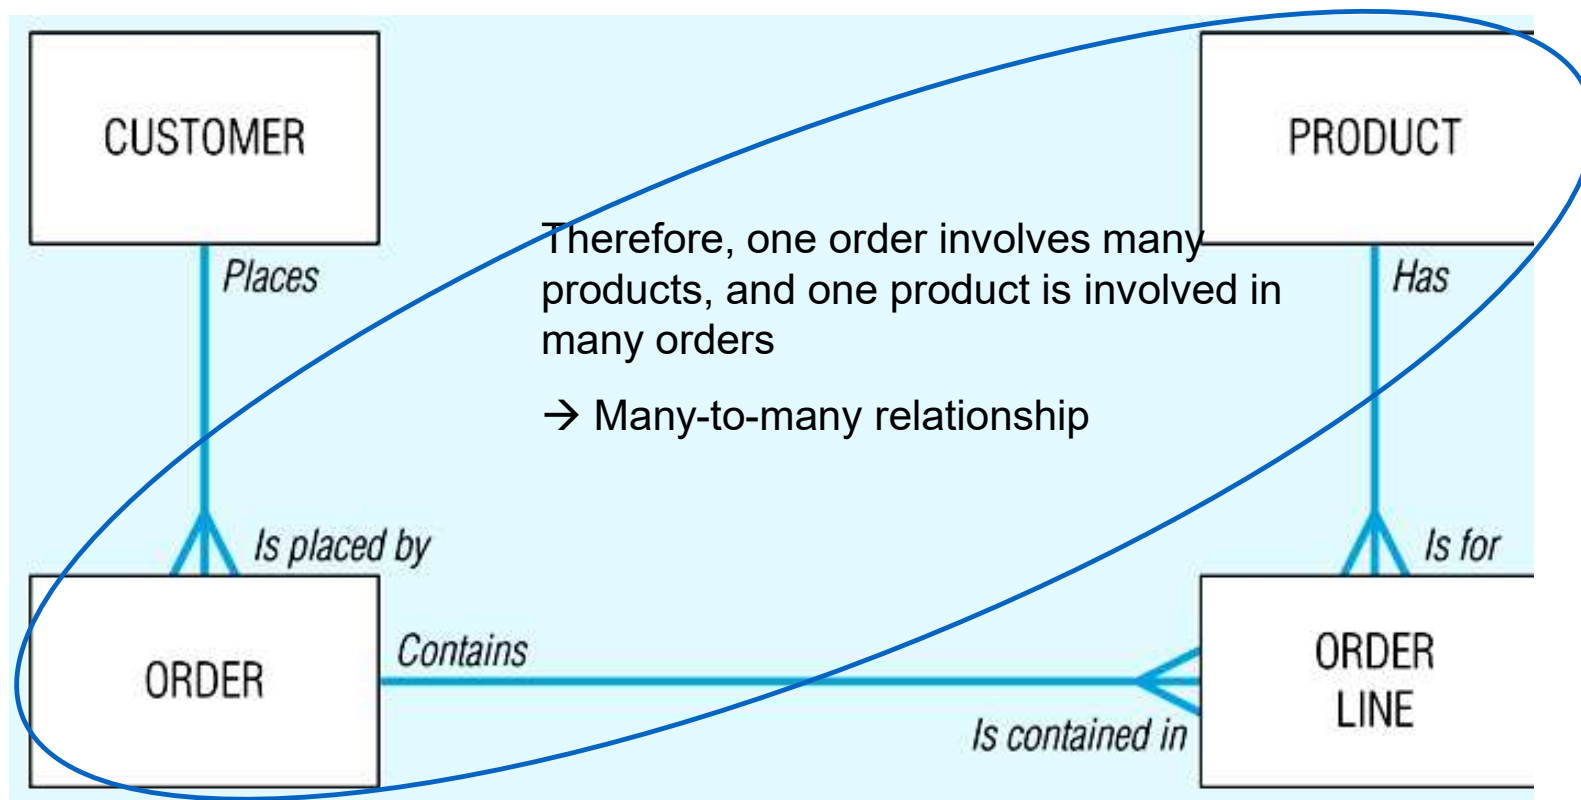 CUSTOMER
PRODUCT
Places
Has
Therefore, one order involves many
products, and one product is involved in
many orders
→ Many-to-many relationship
Is placed by
Is for
ORDER
Contains
Is contained in
ORDER
LINE